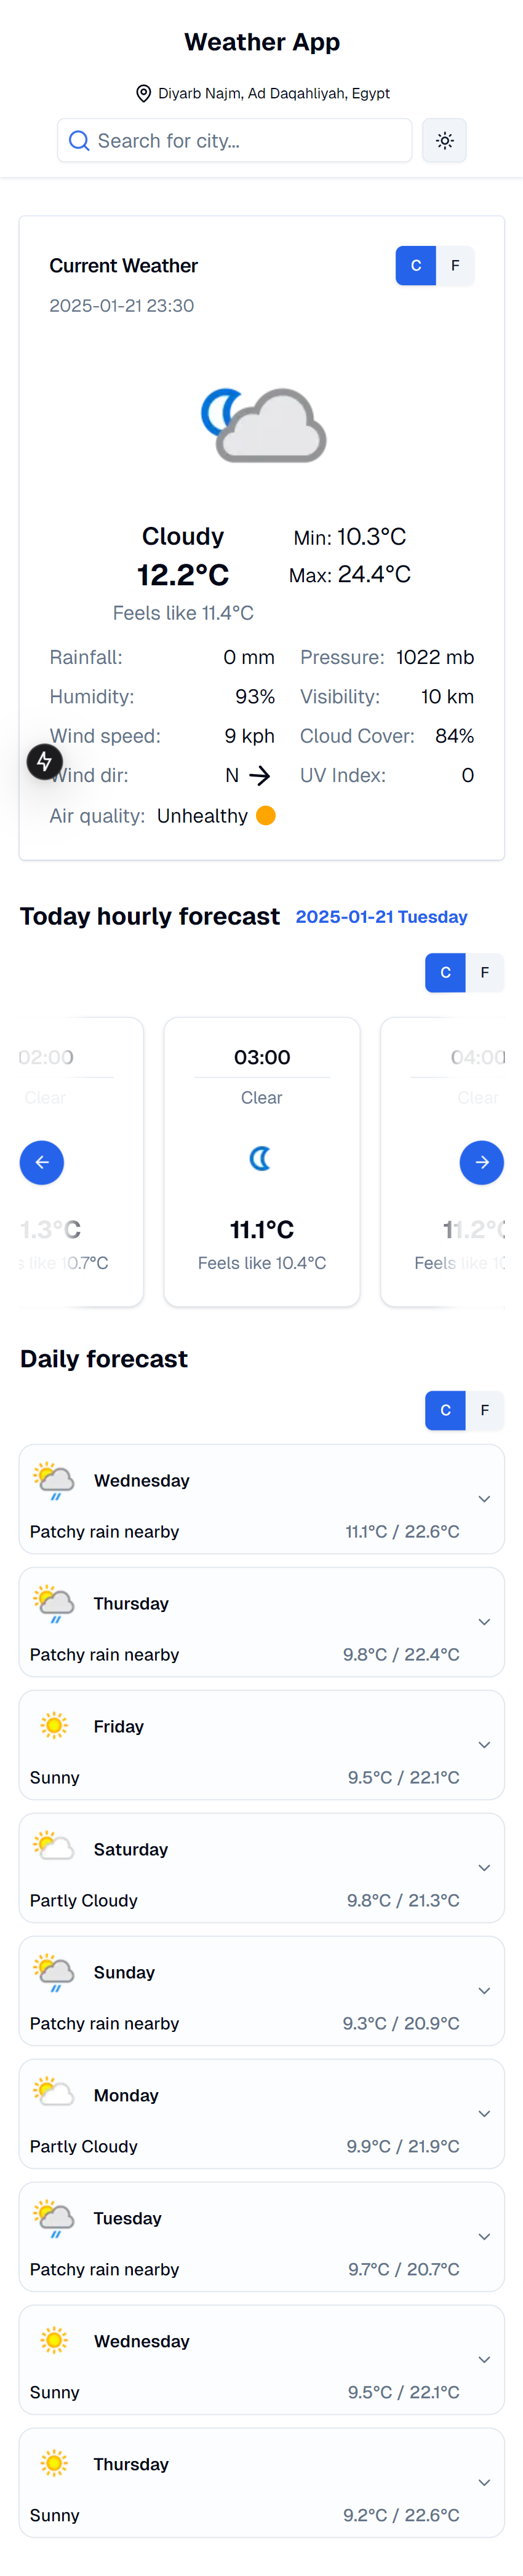 Weather App
Diyarb Najm, Ad Daqahliyah, Egypt
Search for city...
Current Weather
C F
2025-01-21 23:30
Cloudy
12.2°C
Feels like 11.4°C
Min: 10.3°C
Max: 24.4°C
Rainfall: 0 mm
Pressure: 1022 mb
Humidity: 93%
Visibility: 10 km
Wind speed: 9 kph
Cloud Cover: 84%
Wind dir: N
UV Index: 0
Air quality: Unhealthy
Today hourly forecast 2025-01-21 Tuesday
C F
02:00
Clear
1.3°C
s like 10.7°C
03:00
Clear
11.1°C
Feels like 10.4°C
04:00
Clear
11.2°C
Feels like 10
Daily forecast
C F
Wednesday
Patchy rain nearby 11.1°C / 22.6°C
Thursday
Patchy rain nearby 9.8°C / 22.4°C
Friday
Sunny 9.5°C / 22.1°C
Saturday
Partly Cloudy 9.8°C / 21.3°C
Sunday
Patchy rain nearby 9.3°C / 20.9°C
Monday
Partly Cloudy 9.9°C / 21.9°C
Tuesday
Patchy rain nearby 9.7°C / 20.7°C
Wednesday
Sunny 9.5°C / 22.1°C
Thursday
Sunny 9.2°C / 22.6°C